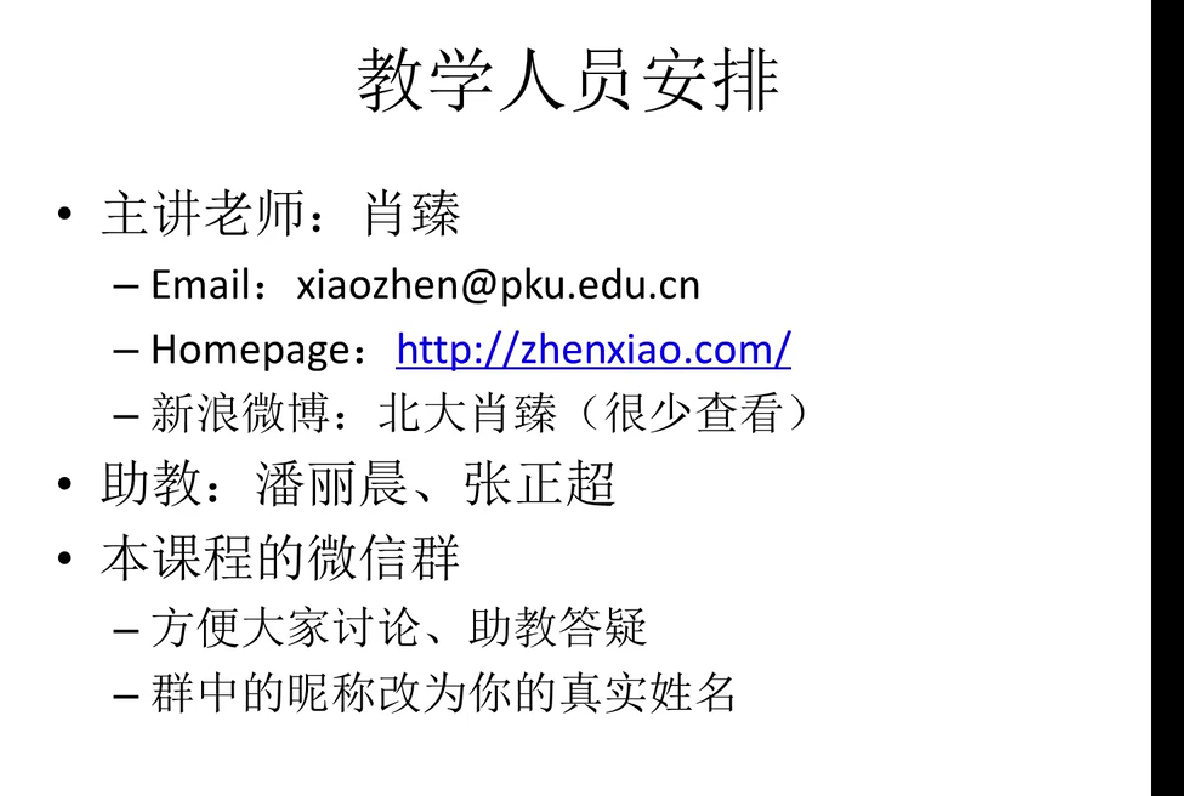 教学人员安排
• 主讲老师：肖臻
– Email：xiaozhen@pku.edu.cn
– Homepage：http://zhenxiao.com/
– 新浪微博：北大肖臻（很少查看）
• 助教：潘丽晨、张正超
• 本课程的微信群
– 方便大家讨论、助教答疑
– 群中的昵称改为你的真实姓名